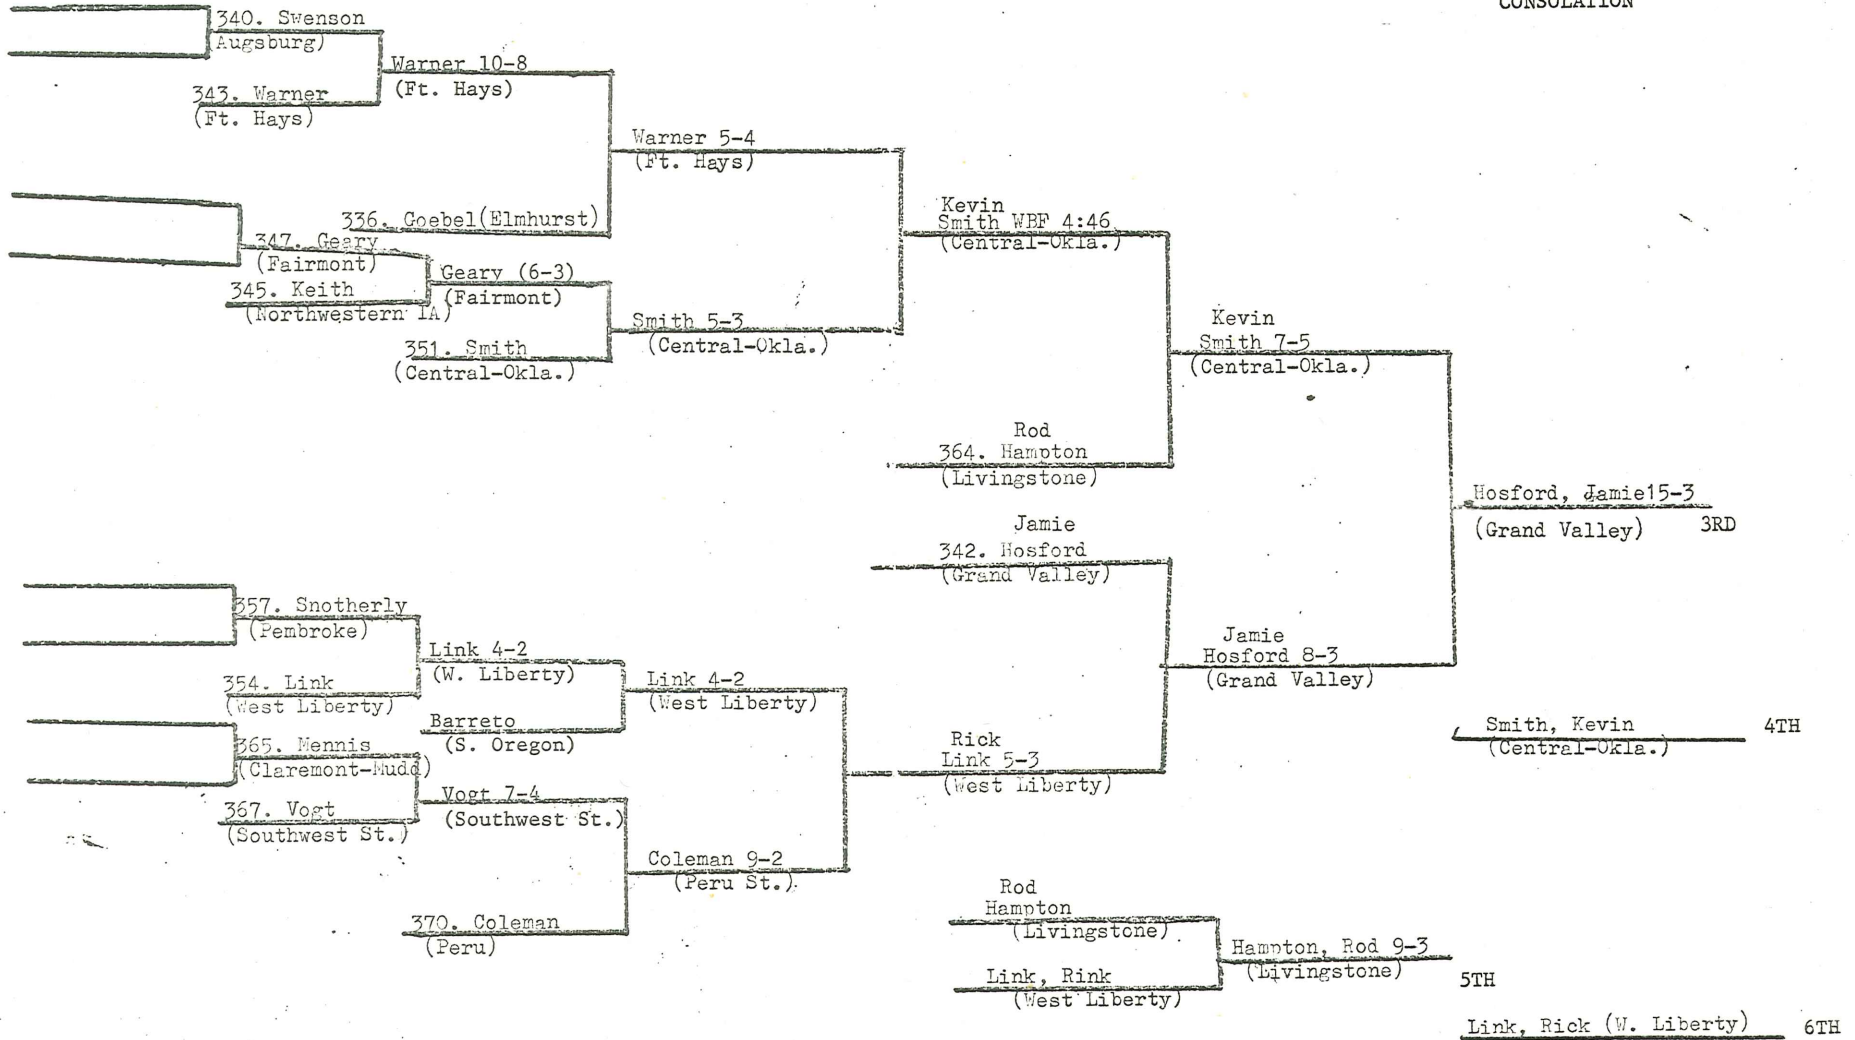 CONSOLATION
340. Swenson
(Augsburg)
Warner 10-8
(Ft. Hays)
343. Warner
(Ft. Hays)
Warner 5-4
(Ft. Hays)
336. Goebel(Elmhurst)
347. Geary
(Fairmont)
Geary (6-3)
(Fairmont)
345. Keith
(Northwestern IA)
Smith 5-3
(Central-Okla.)
351. Smith
(Central-Okla.)
Kevin
Smith WBF 4:46
(Central-Okla.)
Kevin
Smith 7-5
(Central-Okla.)
Rod
364. Hampton
(Livingstone)
Hosford, Jamie15-3
(Grand Valley) 3RD
Jamie
342. Hosford
(Grand Valley)
357. Snotherly
(Pembroke)
Link 4-2
(W. Liberty)
354. Link
(West Liberty)
Link 4-2
(West Liberty)
Barreto
(S. Oregon)
365. Mennis
(Claremont-Mudd)
Vogt 7-4
(Southwest St.)
367. Vogt
(Southwest St.)
Coleman 9-2
(Peru St.)
370. Coleman
(Peru)
Rick
Link 5-3
(West Liberty)
Jamie
Hosford 8-3
(Grand Valley)
Smith, Kevin 4TH
(Central-Okla.)
Rod
Hampton
(Livingstone)
Hampton, Rod 9-3
(Livingstone)
5TH
Link, Rink
(West Liberty)
Link, Rick (W. Liberty) 6TH